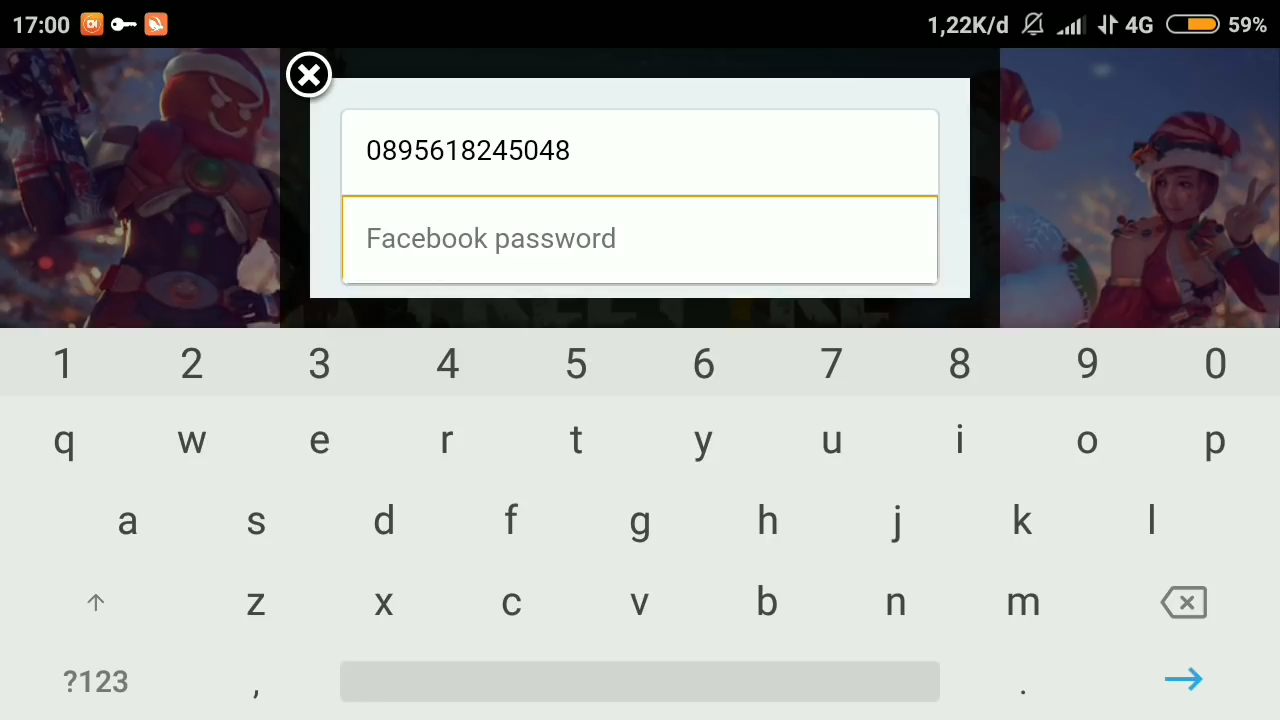 17:00 1,22K/d 4G 59%
0895618245048
Facebook password
1 2 3 4 5 6 7 8 9 0
q w e r t y u i o p
a s d f g h j k l
z x c v b n m
?123 , .